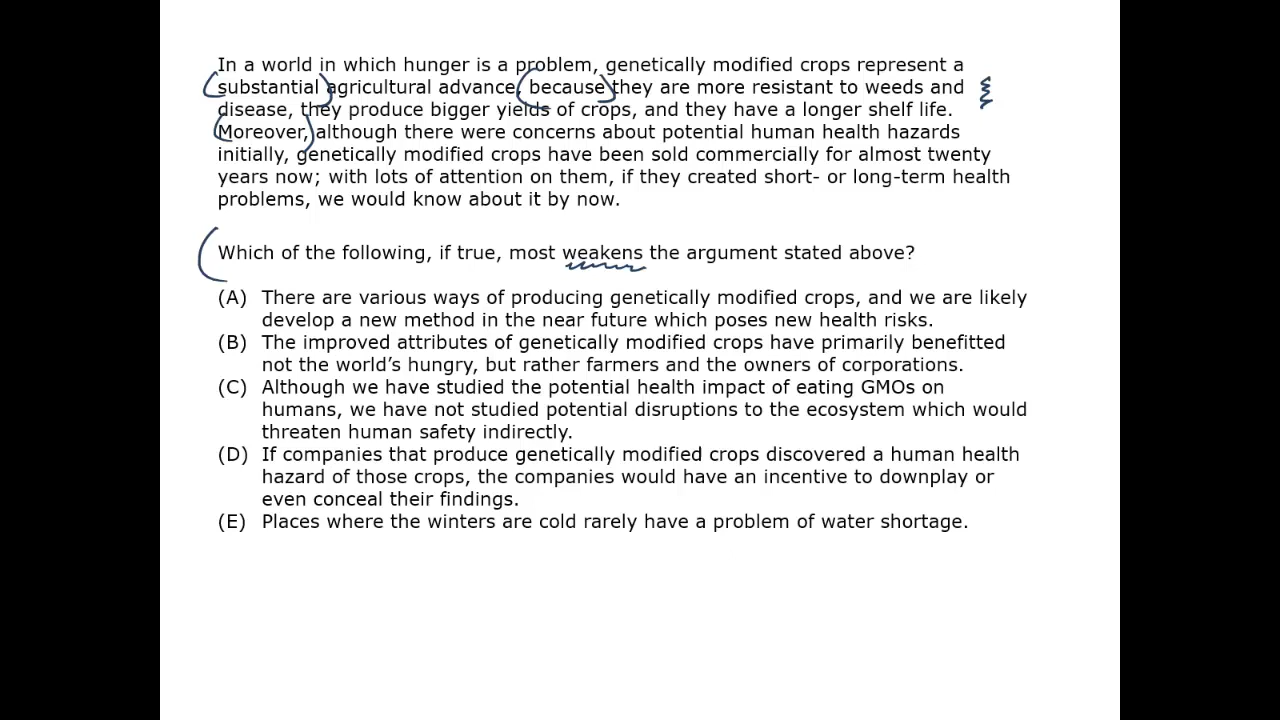 In a world in which hunger is a problem, genetically modified crops represent a
substantial agricultural advance, because they are more resistant to weeds and
disease, they produce bigger yields of crops, and they have a longer shelf life.
Moreover, although there were concerns about potential human health hazards
initially, genetically modified crops have been sold commercially for almost twenty
years now; with lots of attention on them, if they created short- or long-term health
problems, we would know about it by now.
Which of the following, if true, most weakens the argument stated above?
(A) There are various ways of producing genetically modified crops, and we are likely
develop a new method in the near future which poses new health risks.
(B) The improved attributes of genetically modified crops have primarily benefitted
not the world's hungry, but rather farmers and the owners of corporations.
(C) Although we have studied the potential health impact of eating GMOs on
humans, we have not studied potential disruptions to the ecosystem which would
threaten human safety indirectly.
(D) If companies that produce genetically modified crops discovered a human health
hazard of those crops, the companies would have an incentive to downplay or
even conceal their findings.
(E) Places where the winters are cold rarely have a problem of water shortage.